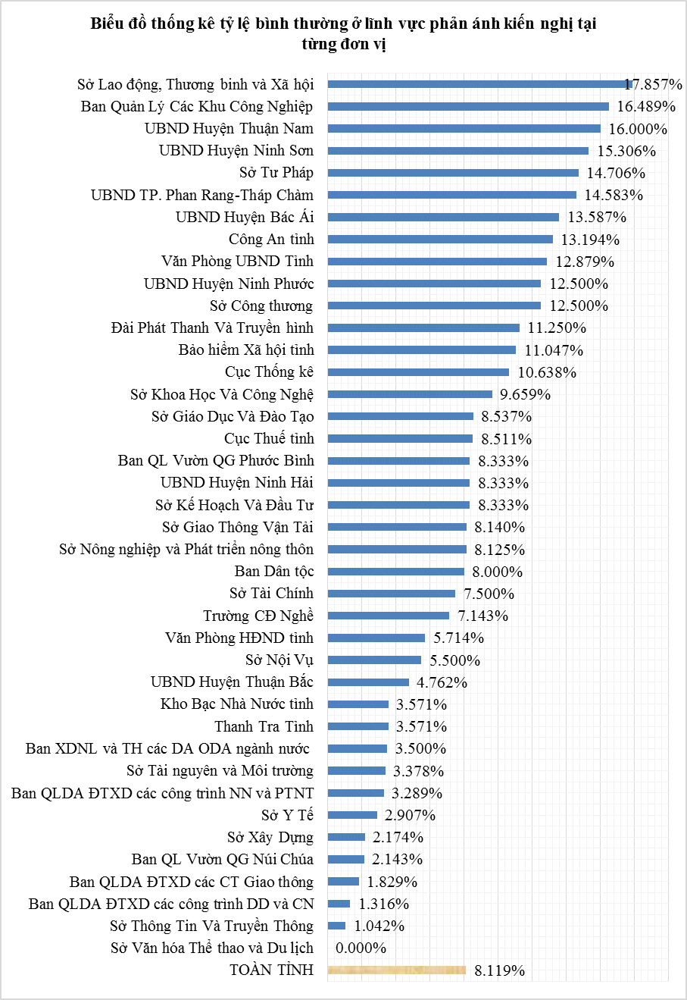 Biểu đồ thống kê tỷ lệ bình thường ở lĩnh vực phản ánh kiến nghị tại
từng đơn vị
Sở Lao động, Thương binh và Xã hội 17.857%
Ban Quản Lý Các Khu Công Nghiệp 16.489%
UBND Huyện Thuận Nam 16.000%
UBND Huyện Ninh Sơn 15.306%
Sở Tư Pháp 14.706%
UBND TP. Phan Rang-Tháp Chàm 14.583%
UBND Huyện Bác Ái 13.587%
Công An tỉnh 13.194%
Văn Phòng UBND Tỉnh 12.879%
UBND Huyện Ninh Phước 12.500%
Sở Công thương 12.500%
Đài Phát Thanh Và Truyền hình 11.250%
Bảo hiểm Xã hội tỉnh 11.047%
Cục Thống kê 10.638%
Sở Khoa Học Và Công Nghệ 9.659%
Sở Giáo Dục Và Đào Tạo 8.537%
Cục Thuế tỉnh 8.511%
Ban QL Vườn QG Phước Bình 8.333%
UBND Huyện Ninh Hải 8.333%
Sở Kế Hoạch Và Đầu Tư 8.333%
Sở Giao Thông Vận Tải 8.140%
Sở Nông nghiệp và Phát triển nông thôn 8.125%
Ban Dân tộc 8.000%
Sở Tài Chính 7.500%
Trường CĐ Nghề 7.143%
Văn Phòng HĐND tỉnh 5.714%
Sở Nội Vụ 5.500%
UBND Huyện Thuận Bắc 4.762%
Kho Bạc Nhà Nước tỉnh 3.571%
Thanh Tra Tỉnh 3.571%
Ban XDNL và TH các DA ODA ngành nước 3.500%
Sở Tài nguyên và Môi trường 3.378%
Ban QLDA ĐTXD các công trình NN và PTNT 3.289%
Sở Y Tế 2.907%
Sở Xây Dựng 2.174%
Ban QL Vườn QG Núi Chúa 2.143%
Ban QLDA ĐTXD các CT Giao thông 1.829%
Ban QLDA ĐTXD các công trình DD và CN 1.316%
Sở Thông Tin Và Truyền Thông 1.042%
Sở Văn hóa Thể thao và Du lịch 0.000%
TOÀN TỈNH 8.119%